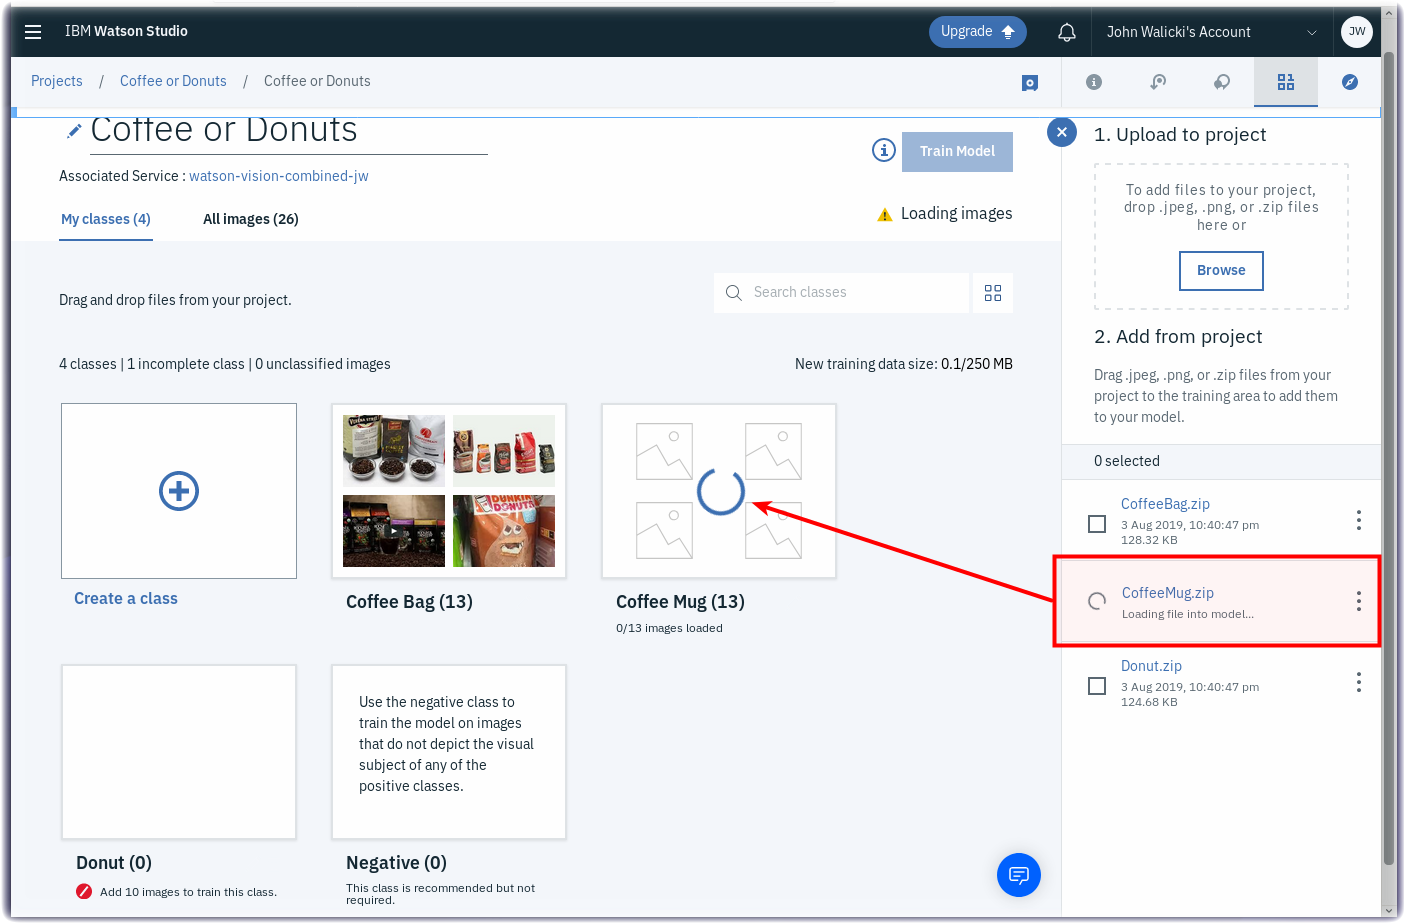 IBM Watson Studio
Upgrade
John Walicki's Account
JW
Projects / Coffee or Donuts / Coffee or Donuts
Coffee or Donuts
Train Model
Associated Service : watson-vision-combined-jw
My classes (4)
All images (26)
Loading images
Drag and drop files from your project.
Search classes
4 classes | 1 incomplete class | 0 unclassified images
New training data size: 0.1/250 MB
Create a class
DUNKIN'
DONUTS
Coffee Bag (13)
Coffee Mug (13)
0/13 images loaded
Donut (0)
Add 10 images to train this class.
Use the negative class to
train the model on images
that do not depict the visual
subject of any of the
positive classes.
Negative (0)
This class is recommended but not
required.
1. Upload to project
To add files to your project,
drop .jpeg, .png, or .zip files
here or
Browse
2. Add from project
Drag .jpeg, .png, or .zip files from your
project to the training area to add them
to your model.
0 selected
CoffeeBag.zip
3 Aug 2019, 10:40:47 pm
128.32 KB
CoffeeMug.zip
Loading file into model...
Donut.zip
3 Aug 2019, 10:40:47 pm
124.68 KB